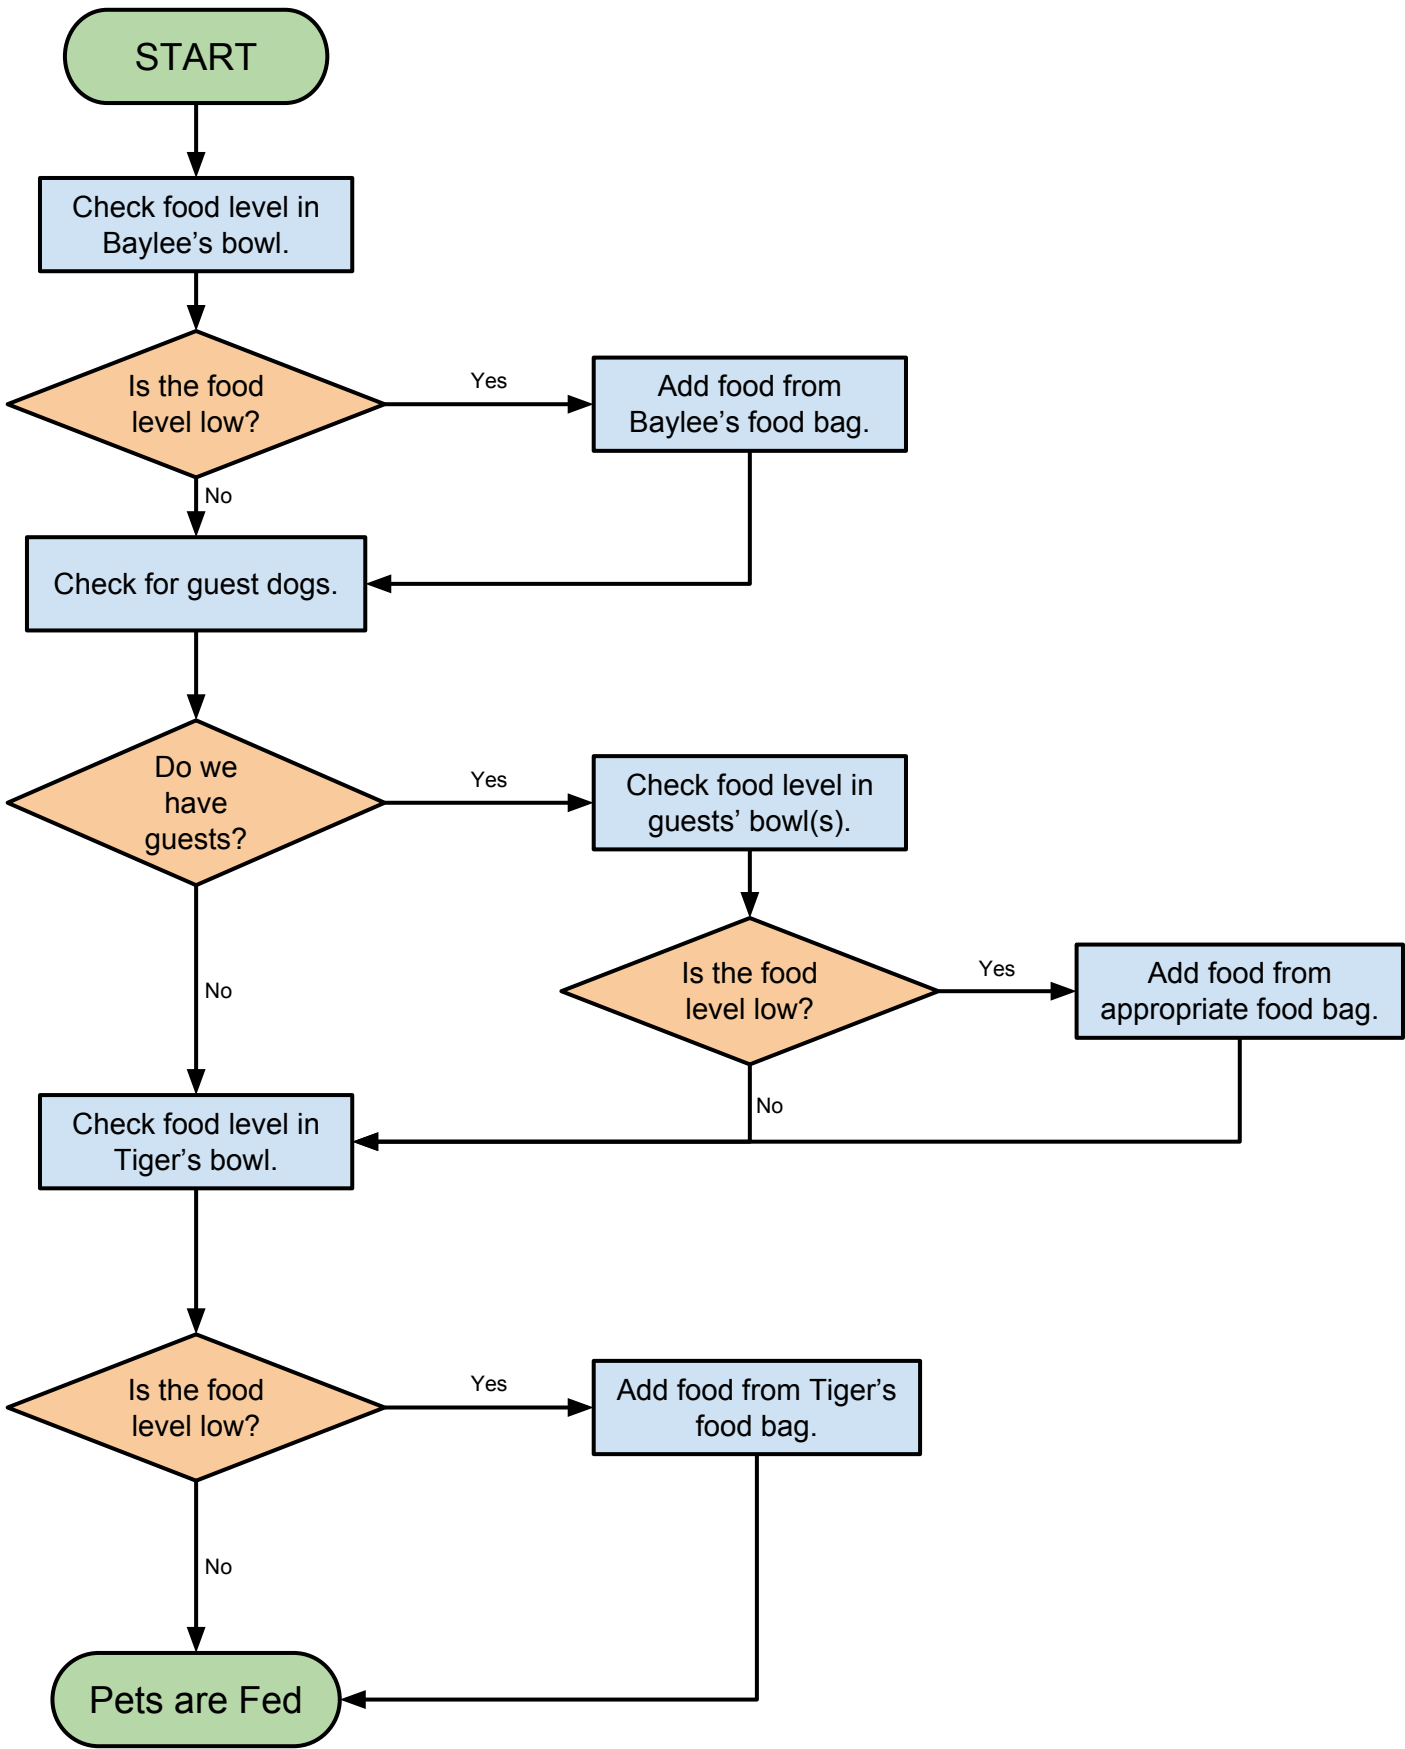 START
Check food level in
Baylee’s bowl.
Is the food
level low?
Yes
Add food from
Baylee’s food bag.
No
Check for guest dogs.
Do we
have
guests?
Yes
Check food level in
guests’ bowl(s).
Is the food
level low?
Yes
Add food from
appropriate food bag.
No
No
Check food level in
Tiger’s bowl.
Is the food
level low?
Yes
Add food from Tiger’s
food bag.
No
Pets are Fed